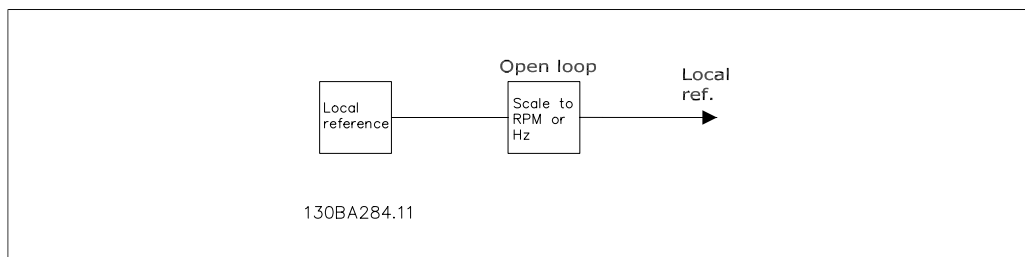 Open loop
Local
ref.
Local
reference
Scale to
RPM or
Hz
130BA284.11